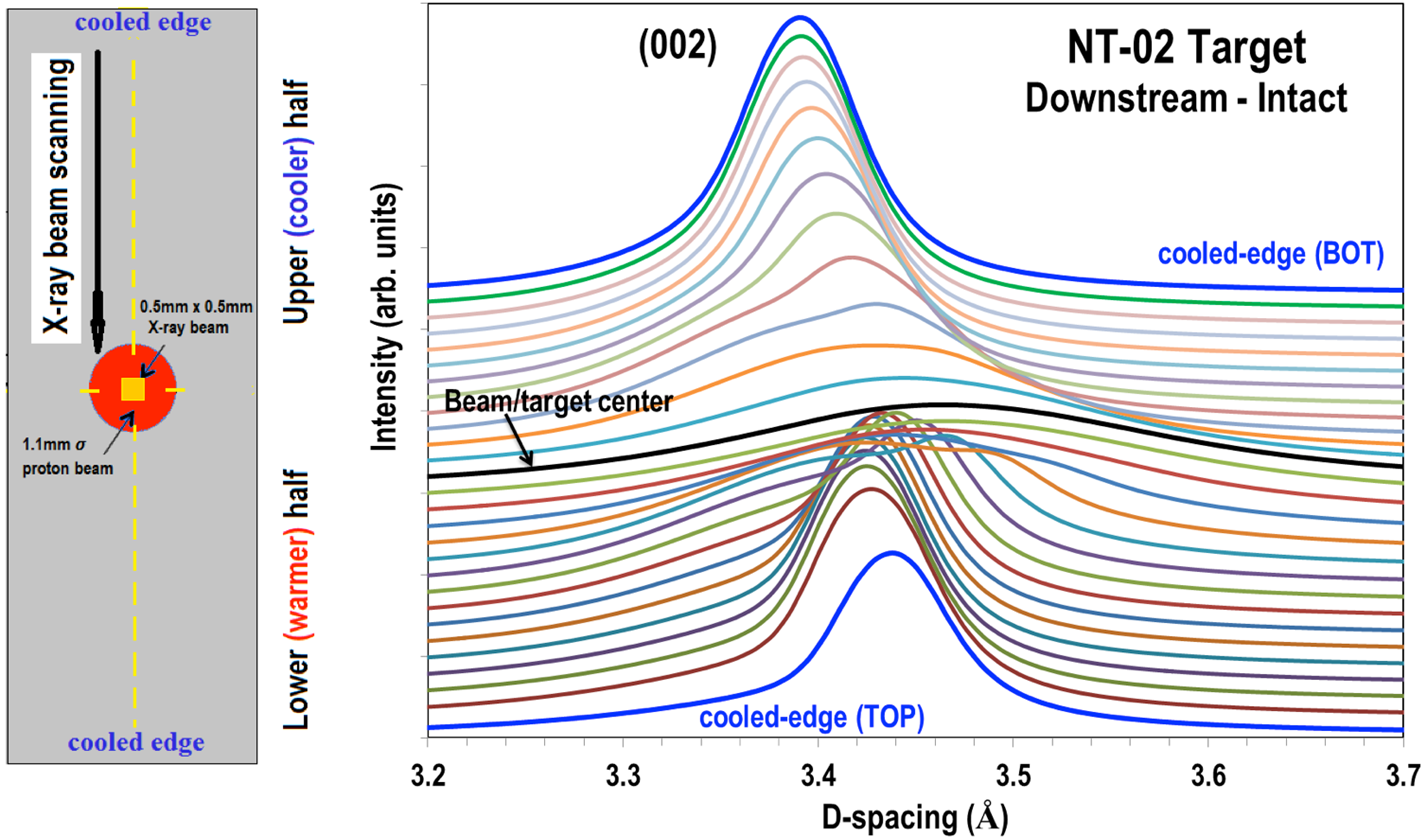 cooled edge
X-ray beam scanning
0.5mm x 0.5mm
X-ray beam
1.1mm σ
proton beam
cooled edge
Upper (cooler) half
Lower (warmer) half
(002)
NT-02 Target
Downstream - Intact
Intensity (arb. units)
cooled-edge (BOT)
Beam/target center
cooled-edge (TOP)
3.2 3.3 3.4 3.5 3.6 3.7
D-spacing (Å)